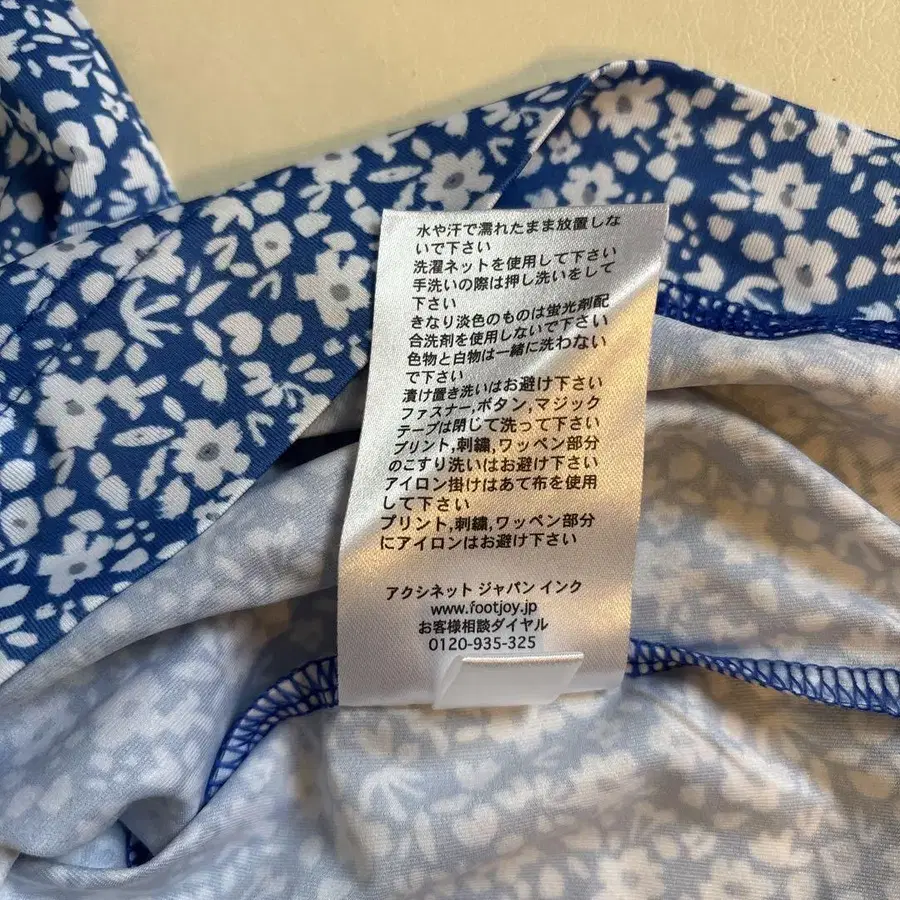 水や汗で濡れたまま放置しな
いで下さい
洗濯ネットを使用して下さい
手洗いの際は押し洗いをして
下さい
きなり淡色のものは蛍光剤配
合洗剤を使用しないで下さい
色物と白物は一緒に洗わない
で下さい
漬け置き洗いはお避け下さい
ファスナー,ボタン,マジック
テープは閉じて洗って下さい
プリント,刺繍,ワッペン部分
のこすり洗いはお避け下さい
アイロン掛けはあて布を使用
して下さい
プリント,刺繍,ワッペン部分
にアイロンはお避け下さい
アクシネット ジャパン インク
www.footjoy.jp
お客様相談ダイヤル
0120-935-325